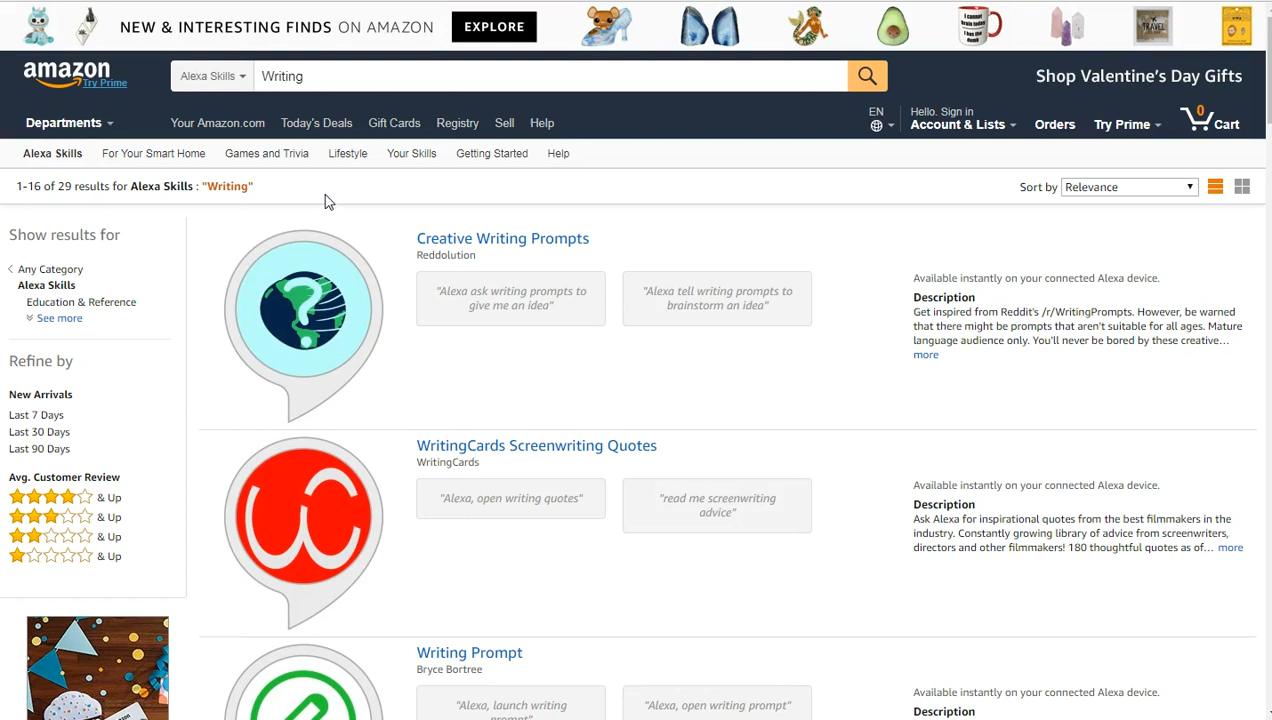 NEW & INTERESTING FINDS ON AMAZON EXPLORE
I cannot brain today I has the dumb
TRAVEL
amazon
Try Prime
Alexa Skills Writing
Shop Valentine's Day Gifts
Departments Your Amazon.com Today's Deals Gift Cards Registry Sell Help
EN
Hello. Sign in
Account & Lists Orders Try Prime 0 Cart
Alexa Skills For Your Smart Home Games and Trivia Lifestyle Your Skills Getting Started Help
1-16 of 29 results for Alexa Skills : "Writing"
Sort by Relevance
Show results for
Any Category
Alexa Skills
Education & Reference
See more
Refine by
New Arrivals
Last 7 Days
Last 30 Days
Last 90 Days
Avg. Customer Review
& Up
& Up
& Up
& Up
?
Creative Writing Prompts
Reddolution
"Alexa ask writing prompts to
give me an idea"
"Alexa tell writing prompts to
brainstorm an idea"
Available instantly on your connected Alexa device.
Description
Get inspired from Reddit's /r/WritingPrompts. However, be warned
that there might be prompts that aren't suitable for all ages. Mature
language audience only. You'll never be bored by these creative…
more
WC
WritingCards Screenwriting Quotes
WritingCards
"Alexa, open writing quotes"
"read me screenwriting
advice"
Available instantly on your connected Alexa device.
Description
Ask Alexa for inspirational quotes from the best filmmakers in the
industry. Constantly growing library of advice from screenwriters,
directors and other filmmakers! 180 thoughtful quotes as of… more
Writing Prompt
Bryce Bortree
"Alexa, launch writing
prompt"
"Alexa, open writing prompt"
Available instantly on your connected Alexa device.
Description